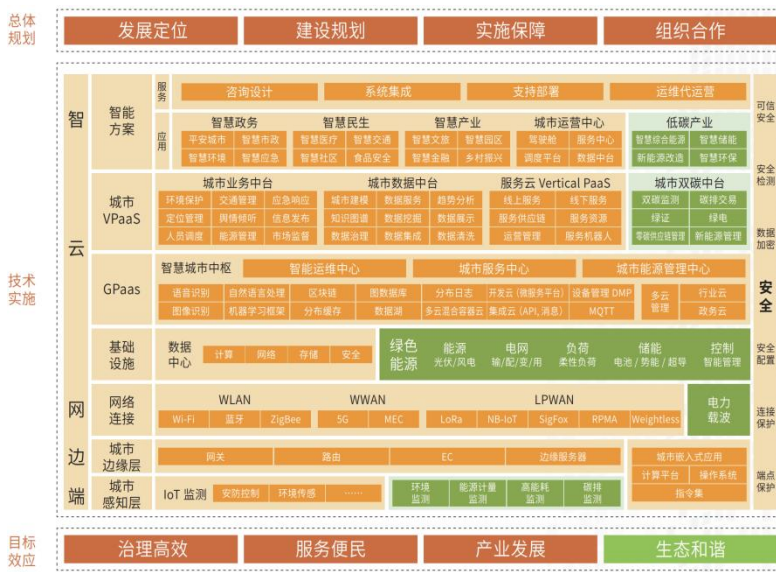 总体规划 发展定位 建设规划 实施保障 组织合作
技术实施
智 云 网 边 端
智能方案
服务 咨询设计 系统集成 支持部署 运维代运营
应用 智慧政务 智慧民生 智慧产业 城市运营中心 低碳产业
平安城市 智慧市政 智慧医疗 智慧交通 智慧文旅 智慧园区 驾驶舱 服务中心 智慧综合能源 智慧储能
智慧环境 智慧应急 智慧社区 食品安全 智慧金融 乡村振兴 调度平台 数据中台 新能源改造 智慧环保
城市VPaaS
城市业务中台 城市数据中台 服务云 Vertical PaaS 城市双碳中台
环境保护 交通管理 应急响应 城市建模 数据服务 趋势分析 线上服务 线下服务 双碳监测 碳排交易
定位管理 舆情倾听 信息发布 知识图谱 数据挖掘 数据展示 服务供应链 服务资源 绿证 绿电
人员调度 能源管理 市场监督 数据治理 数据集成 数据清洗 运营管理 服务机器人 零碳供应链管理 新能源管理
GPaas
智慧城市中枢 智能运维中心 城市服务中心 城市能源管理中心
语音识别 自然语言处理 区块链 图数据库 分布日志 开发云 (微服务平台) 设备管理 DMP 多云管理 行业云
图像识别 机器学习框架 分布缓存 数据湖 多云混合容器云 集成云 (API, 消息) MQTT 政务云
基础设施
数据中心 计算 网络 存储 安全
绿色能源 能源 电网 负荷 储能 控制
光伏/风电 输/配/变/用 柔性负荷 电池 / 势能 / 超导 智能管理
网络连接
WLAN WWAN LPWAN 电力载波
Wi-Fi 蓝牙 ZigBee 5G MEC LoRa NB-IoT SigFox RPMA Weightless
城市边缘层
网关 路由 EC 边缘服务器
城市嵌入式应用
计算平台 操作系统
指令集
城市感知层
IoT 监测 安防控制 环境传感 ……
环境监测 能源计量监测 高能耗监测 碳排监测
可信安全
安全检测
数据加密
安全
安全配置
连接保护
端点保护
目标效应 治理高效 服务便民 产业发展 生态和谐